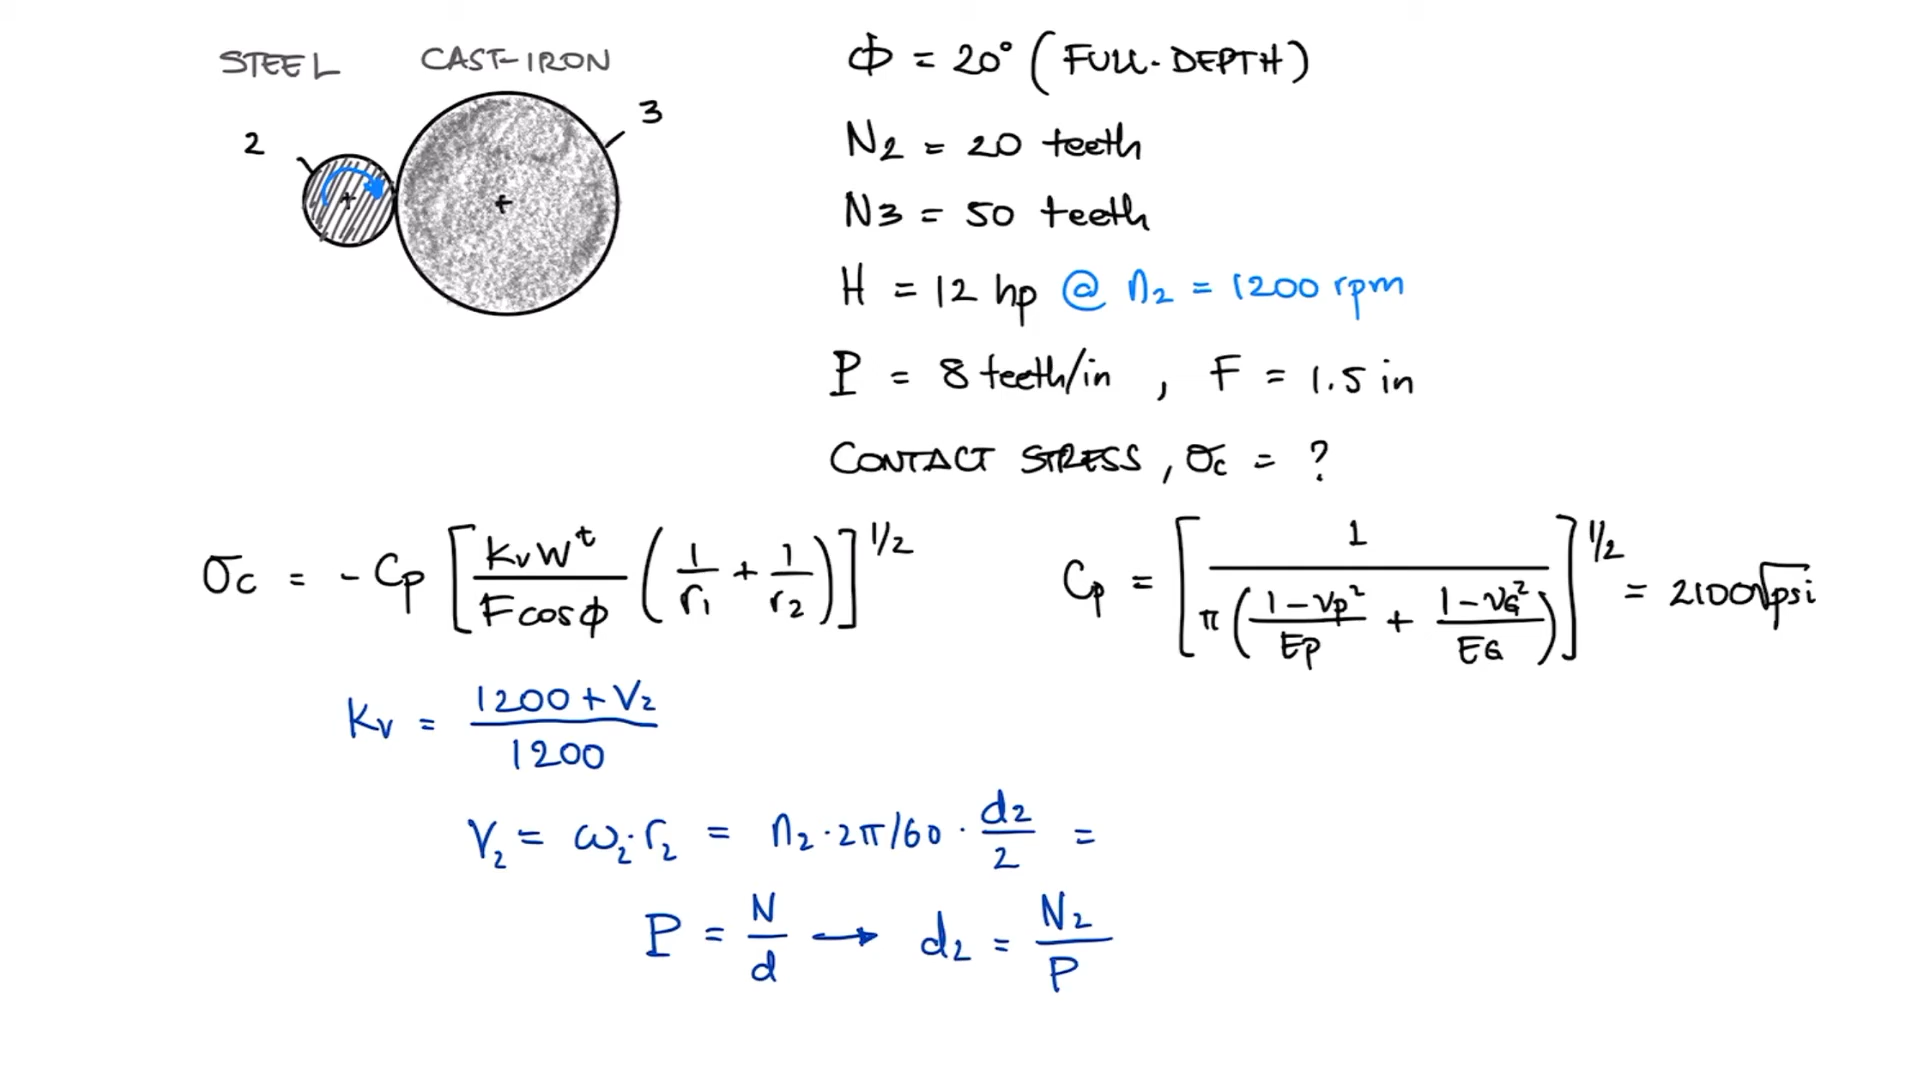 STEEL CAST-IRON
2
3
Φ = 20° (FULL-DEPTH)
N2 = 20 teeth
N3 = 50 teeth
H = 12 hp @ n2 = 1200 rpm
P = 8 teeth/in , F = 1.5 in
CONTACT STRESS, σc = ?
σc = - Cp [ KvW^t / Fcosφ ( 1/r1 + 1/r2 ) ]^1/2
Cp = [ 1 / π ( 1-νp² / Ep + 1-νG² / EG ) ]^1/2 = 2100√psi
Kv = 1200 + V2 / 1200
V2 = ω2·r2 = n2·2π/60 · d2/2 =
P = N/d → d2 = N2/P